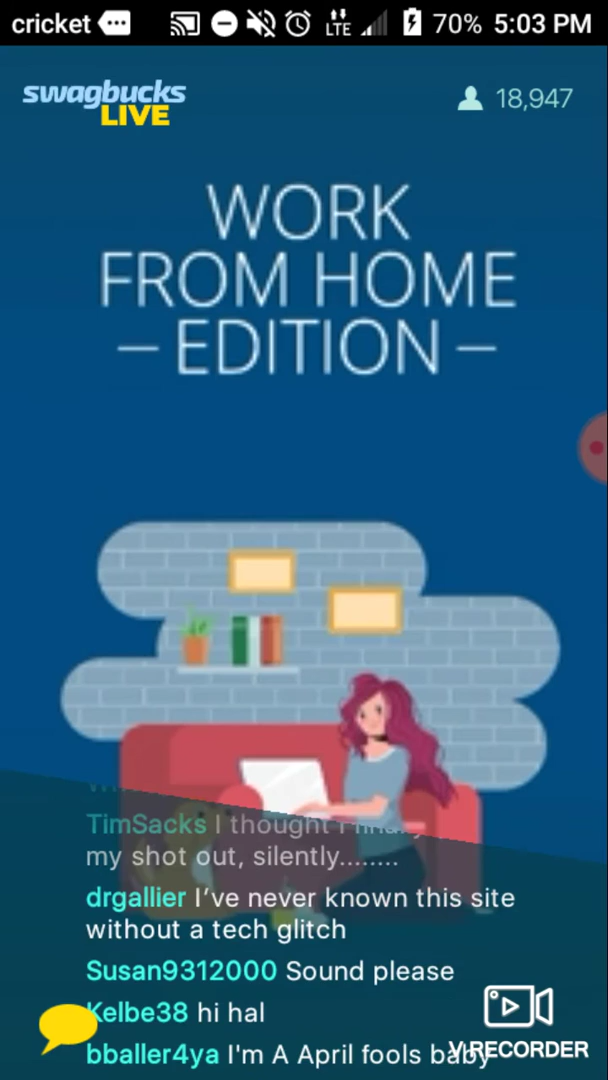 cricket LTE 70% 5:03 PM
swagbucks
LIVE
18,947
WORK
FROM HOME
– EDITION –
TimSacks I thought I
my shot out, silently........
drgallier I’ve never known this site
without a tech glitch
Susan9312000 Sound please
Kelbe38 hi hal
bballer4ya I'm A April fools baby
V RECORDER